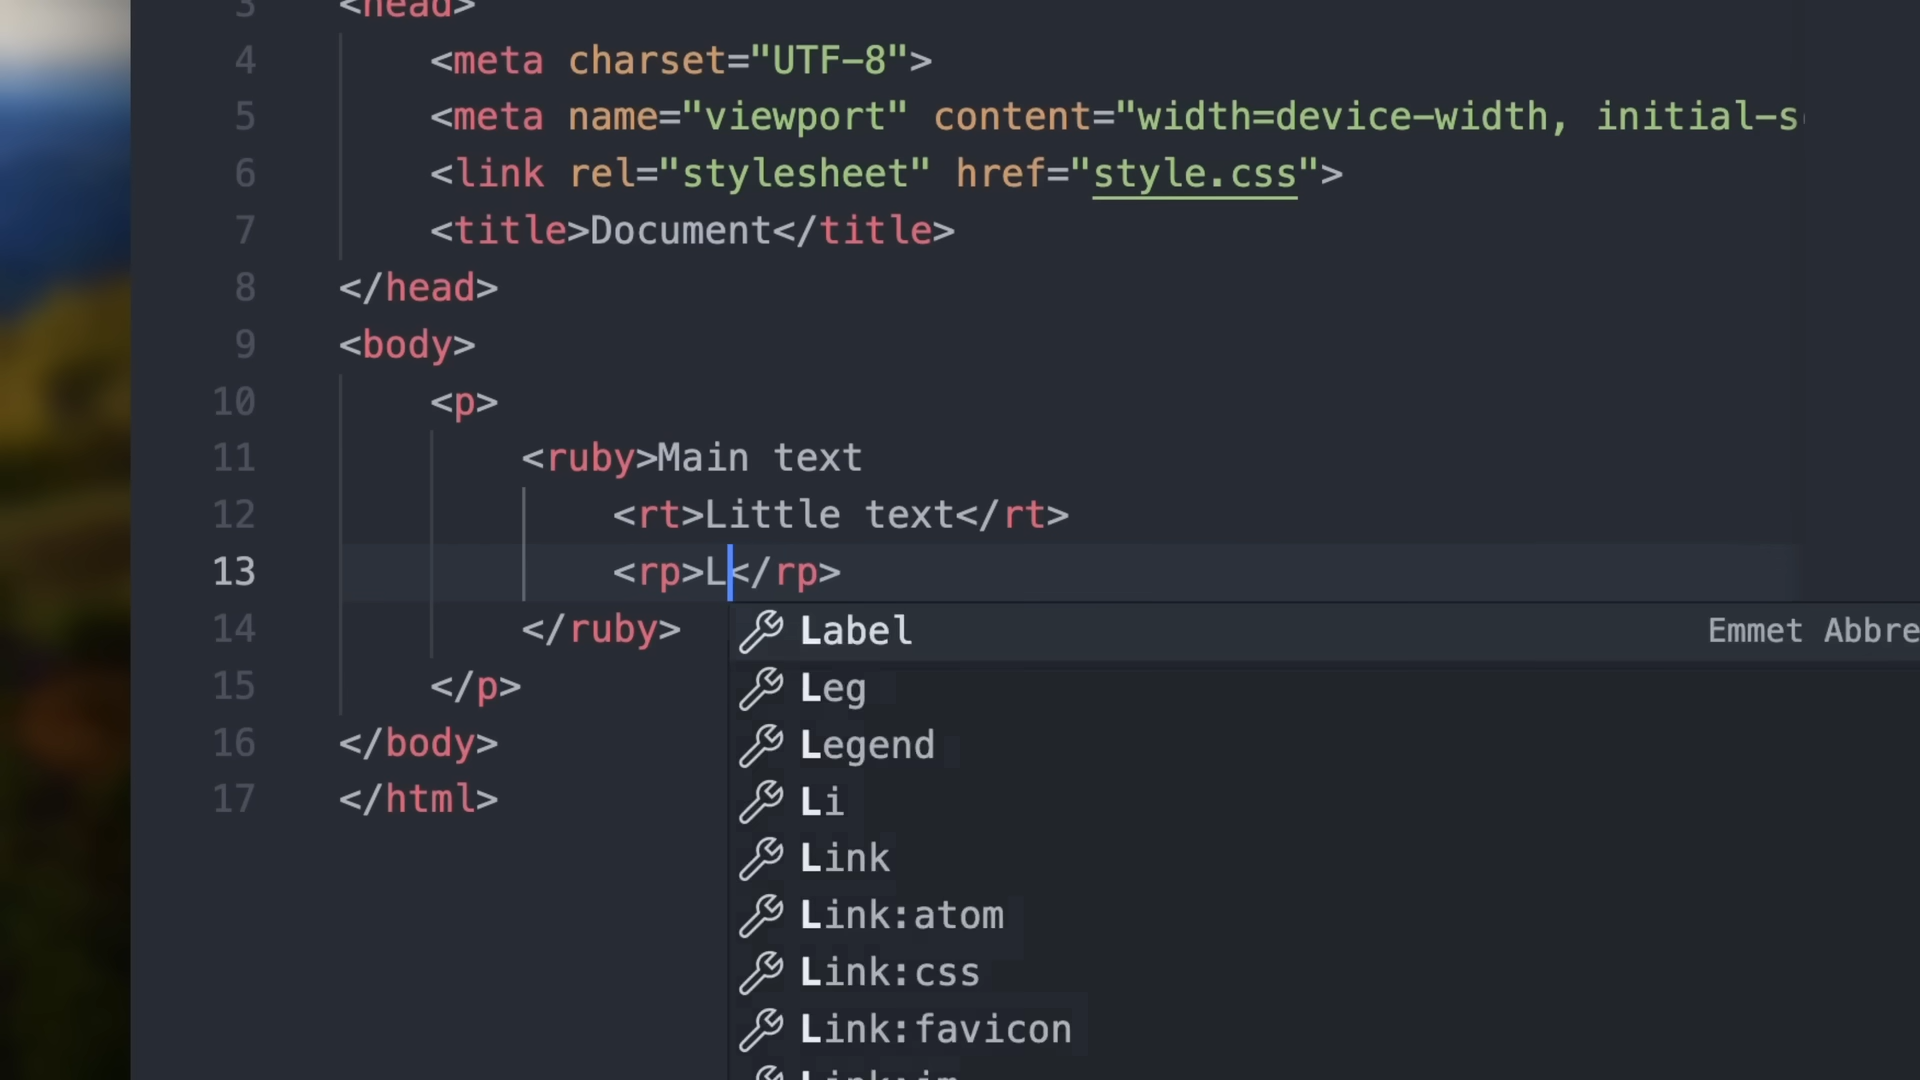 3 <head>
4 <meta charset="UTF-8">
5 <meta name="viewport" content="width=device-width, initial-s
6 <link rel="stylesheet" href="style.css">
7 <title>Document</title>
8 </head>
9 <body>
10 <p>
11 <ruby>Main text
12 <rt>Little text</rt>
13 <rp>L</rp>
14 </ruby>
15 </p>
16 </body>
17 </html>
Label Emmet Abbre
Leg
Legend
Li
Link
Link:atom
Link:css
Link:favicon